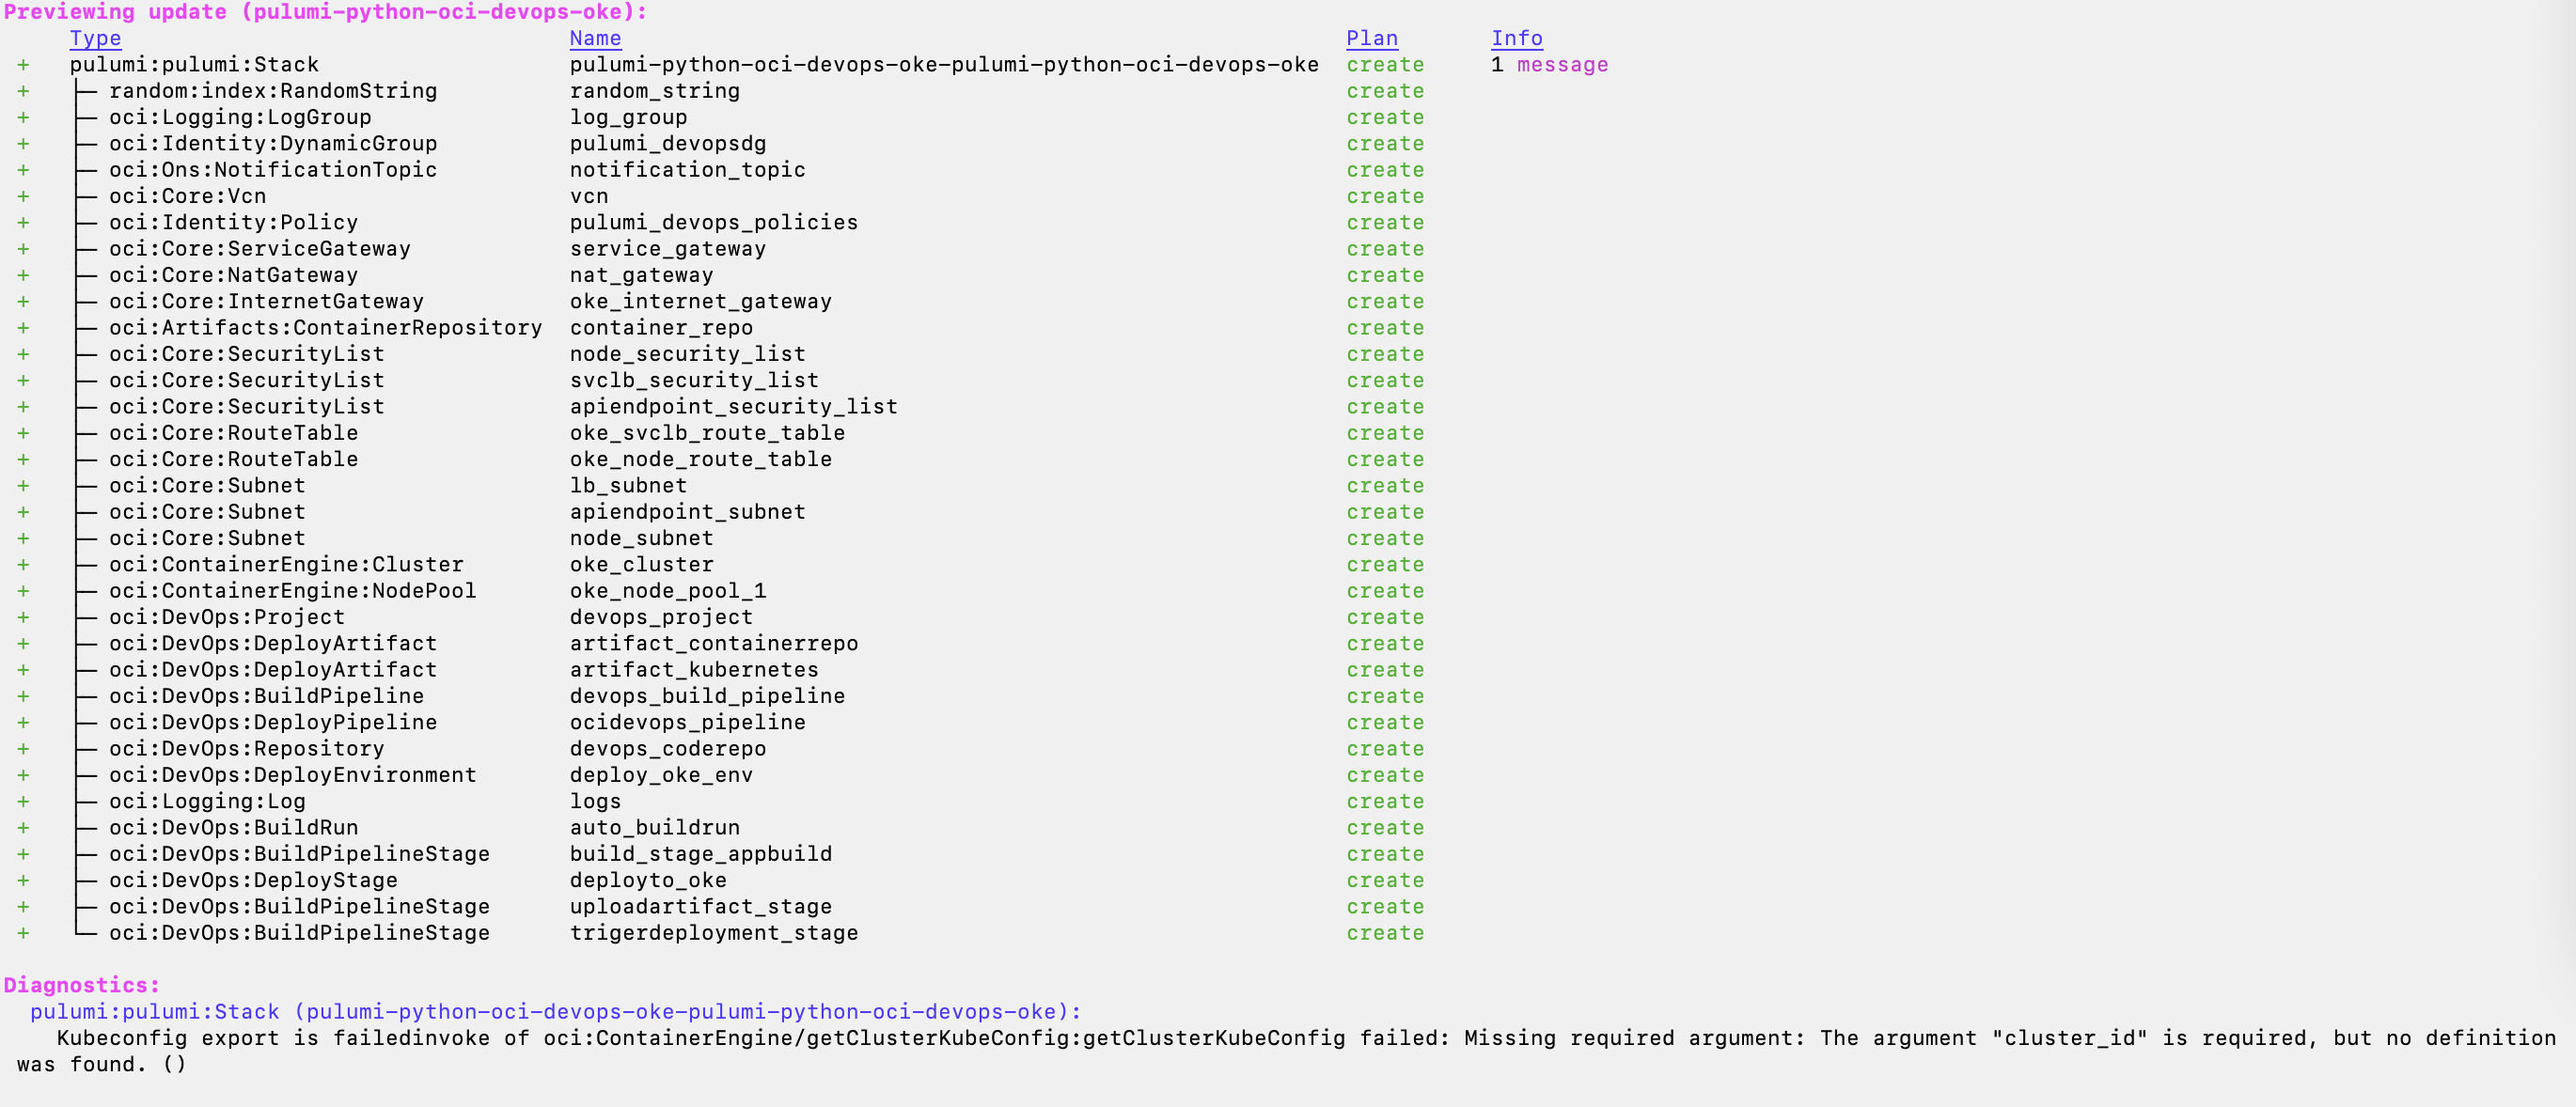 Previewing update (pulumi-python-oci-devops-oke):
Type Name Plan Info
+ pulumi:pulumi:Stack pulumi-python-oci-devops-oke-pulumi-python-oci-devops-oke create 1 message
+ ├─ random:index:RandomString random_string create
+ ├─ oci:Logging:LogGroup log_group create
+ ├─ oci:Identity:DynamicGroup pulumi_devopsdg create
+ ├─ oci:Ons:NotificationTopic notification_topic create
+ ├─ oci:Core:Vcn vcn create
+ ├─ oci:Identity:Policy pulumi_devops_policies create
+ ├─ oci:Core:ServiceGateway service_gateway create
+ ├─ oci:Core:NatGateway nat_gateway create
+ ├─ oci:Core:InternetGateway oke_internet_gateway create
+ ├─ oci:Artifacts:ContainerRepository container_repo create
+ ├─ oci:Core:SecurityList node_security_list create
+ ├─ oci:Core:SecurityList svclb_security_list create
+ ├─ oci:Core:SecurityList apiendpoint_security_list create
+ ├─ oci:Core:RouteTable oke_svclb_route_table create
+ ├─ oci:Core:RouteTable oke_node_route_table create
+ ├─ oci:Core:Subnet lb_subnet create
+ ├─ oci:Core:Subnet apiendpoint_subnet create
+ ├─ oci:Core:Subnet node_subnet create
+ ├─ oci:ContainerEngine:Cluster oke_cluster create
+ ├─ oci:ContainerEngine:NodePool oke_node_pool_1 create
+ ├─ oci:DevOps:Project devops_project create
+ ├─ oci:DevOps:DeployArtifact artifact_containerrepo create
+ ├─ oci:DevOps:DeployArtifact artifact_kubernetes create
+ ├─ oci:DevOps:BuildPipeline devops_build_pipeline create
+ ├─ oci:DevOps:DeployPipeline ocidevops_pipeline create
+ ├─ oci:DevOps:Repository devops_coderepo create
+ ├─ oci:DevOps:DeployEnvironment deploy_oke_env create
+ ├─ oci:Logging:Log logs create
+ ├─ oci:DevOps:BuildRun auto_buildrun create
+ ├─ oci:DevOps:BuildPipelineStage build_stage_appbuild create
+ ├─ oci:DevOps:DeployStage deployto_oke create
+ ├─ oci:DevOps:BuildPipelineStage uploadartifact_stage create
+ └─ oci:DevOps:BuildPipelineStage trigerdeployment_stage create
Diagnostics:
pulumi:pulumi:Stack (pulumi-python-oci-devops-oke-pulumi-python-oci-devops-oke):
Kubeconfig export is failedinvoke of oci:ContainerEngine/getClusterKubeConfig:getClusterKubeConfig failed: Missing required argument: The argument "cluster_id" is required, but no definition
was found. ()